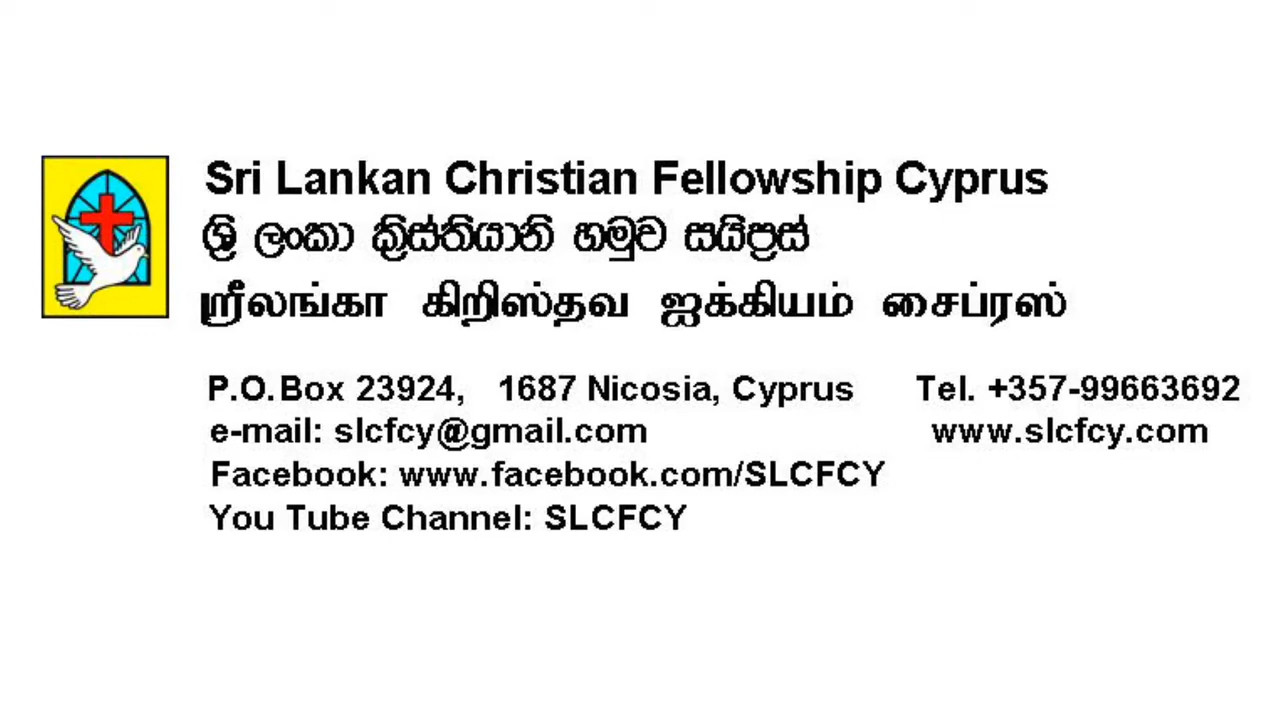 Sri Lankan Christian Fellowship Cyprus
ශ්‍රී ලංකා ක්‍රිස්තියානි හමුව සයිප්‍රස්
ஸ்ரீலங்கா கிறிஸ்தவ ஐக்கியம் சைப்ரஸ்
P.O.Box 23924, 1687 Nicosia, Cyprus Tel. +357-99663692
e-mail: slcfcy@gmail.com www.slcfcy.com
Facebook: www.facebook.com/SLCFCY
You Tube Channel: SLCFCY